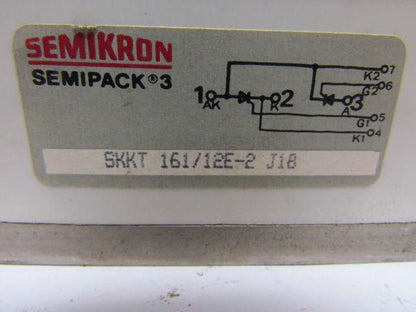 SEMIKRON
SEMIPACK®3
1 2 3
AK K A
K2 7
G2 6
G1 5
K1 4
SKKT 161/12E-2 J18